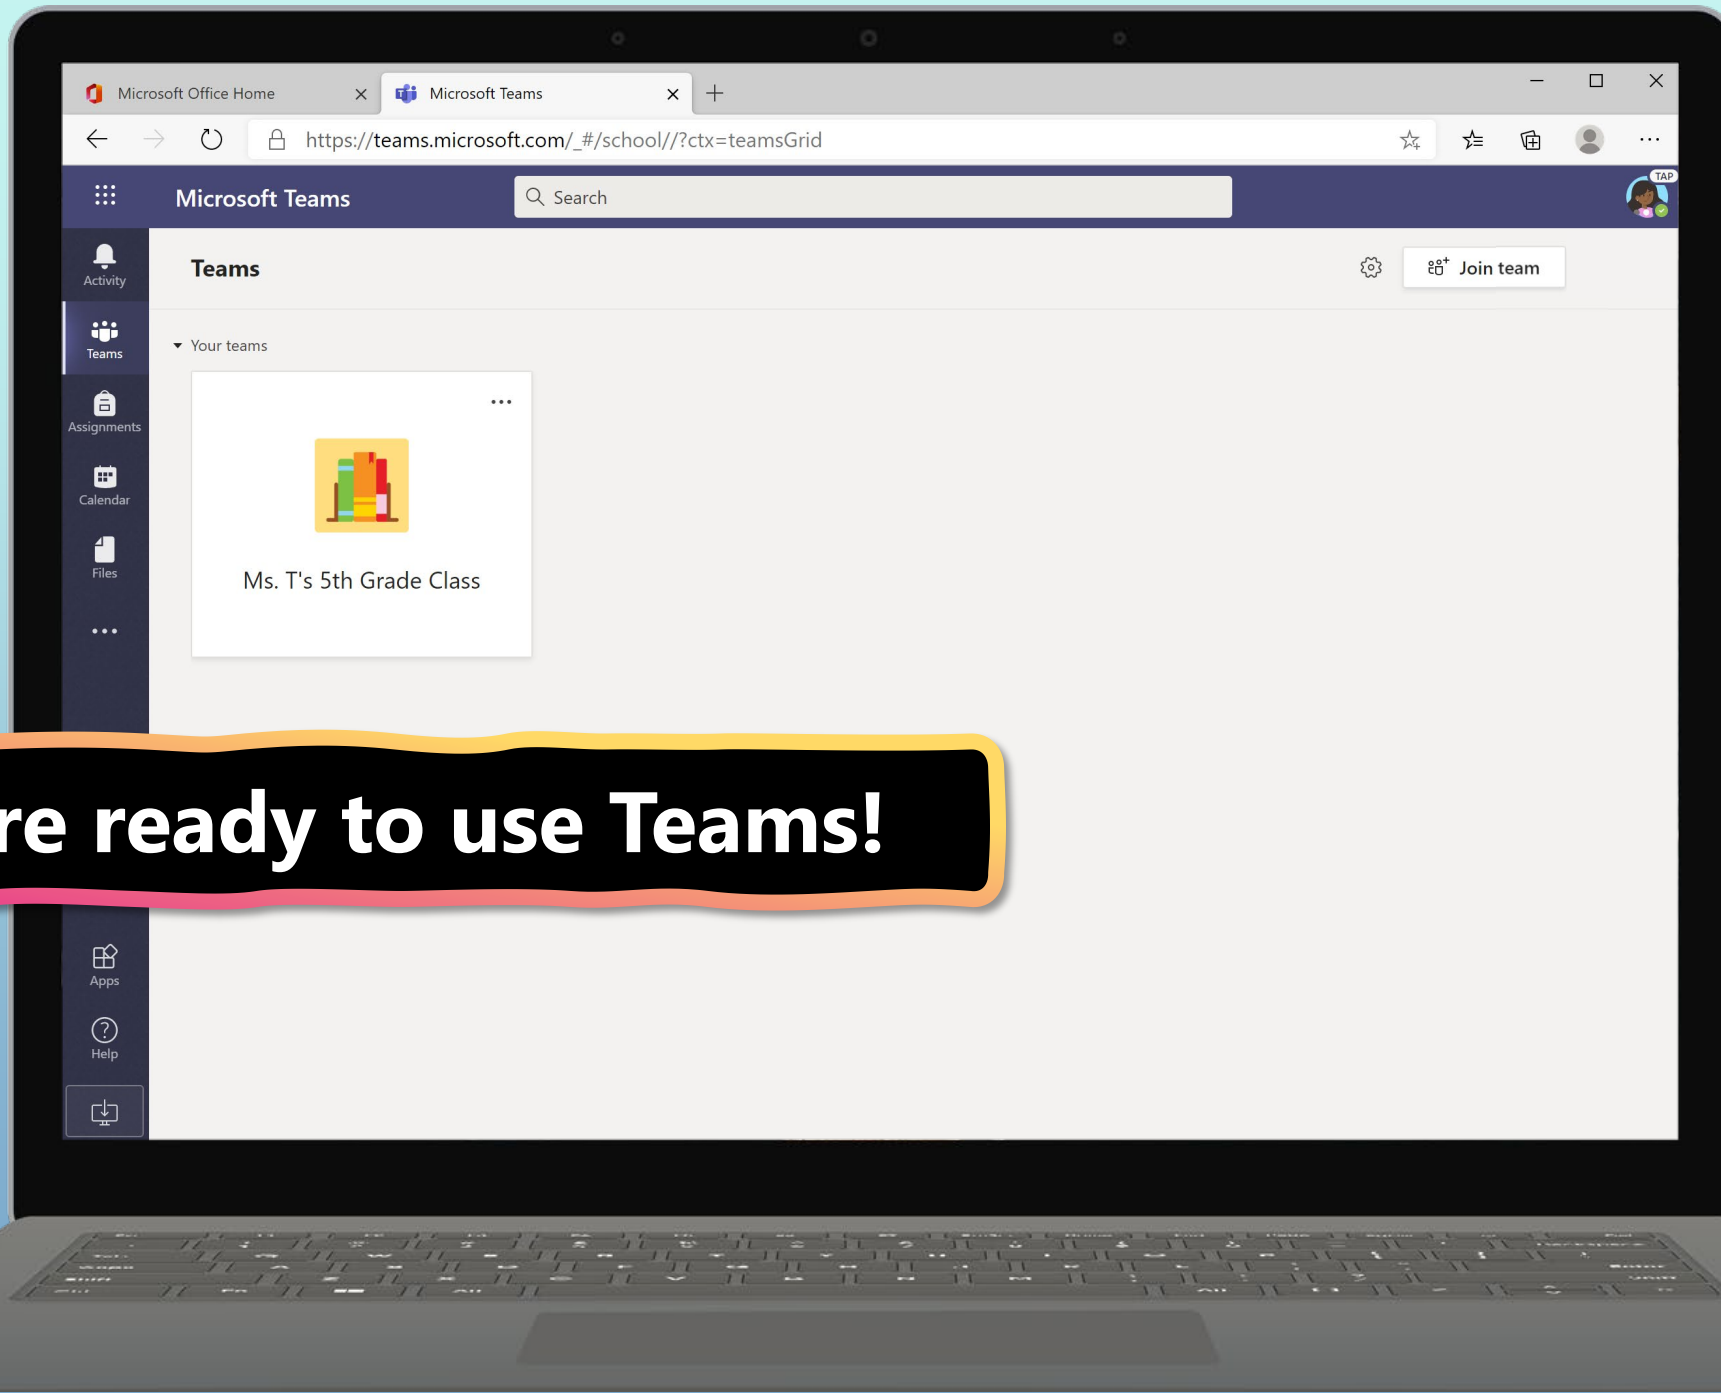 Microsoft Office Home
Microsoft Teams
https://teams.microsoft.com/_#/school//?ctx=teamsGrid
Microsoft Teams
Search
TAP
Activity
Teams
Join team
Teams
Your teams
Assignments
Calendar
Files
Ms. T's 5th Grade Class
re ready to use Teams!
Apps
Help